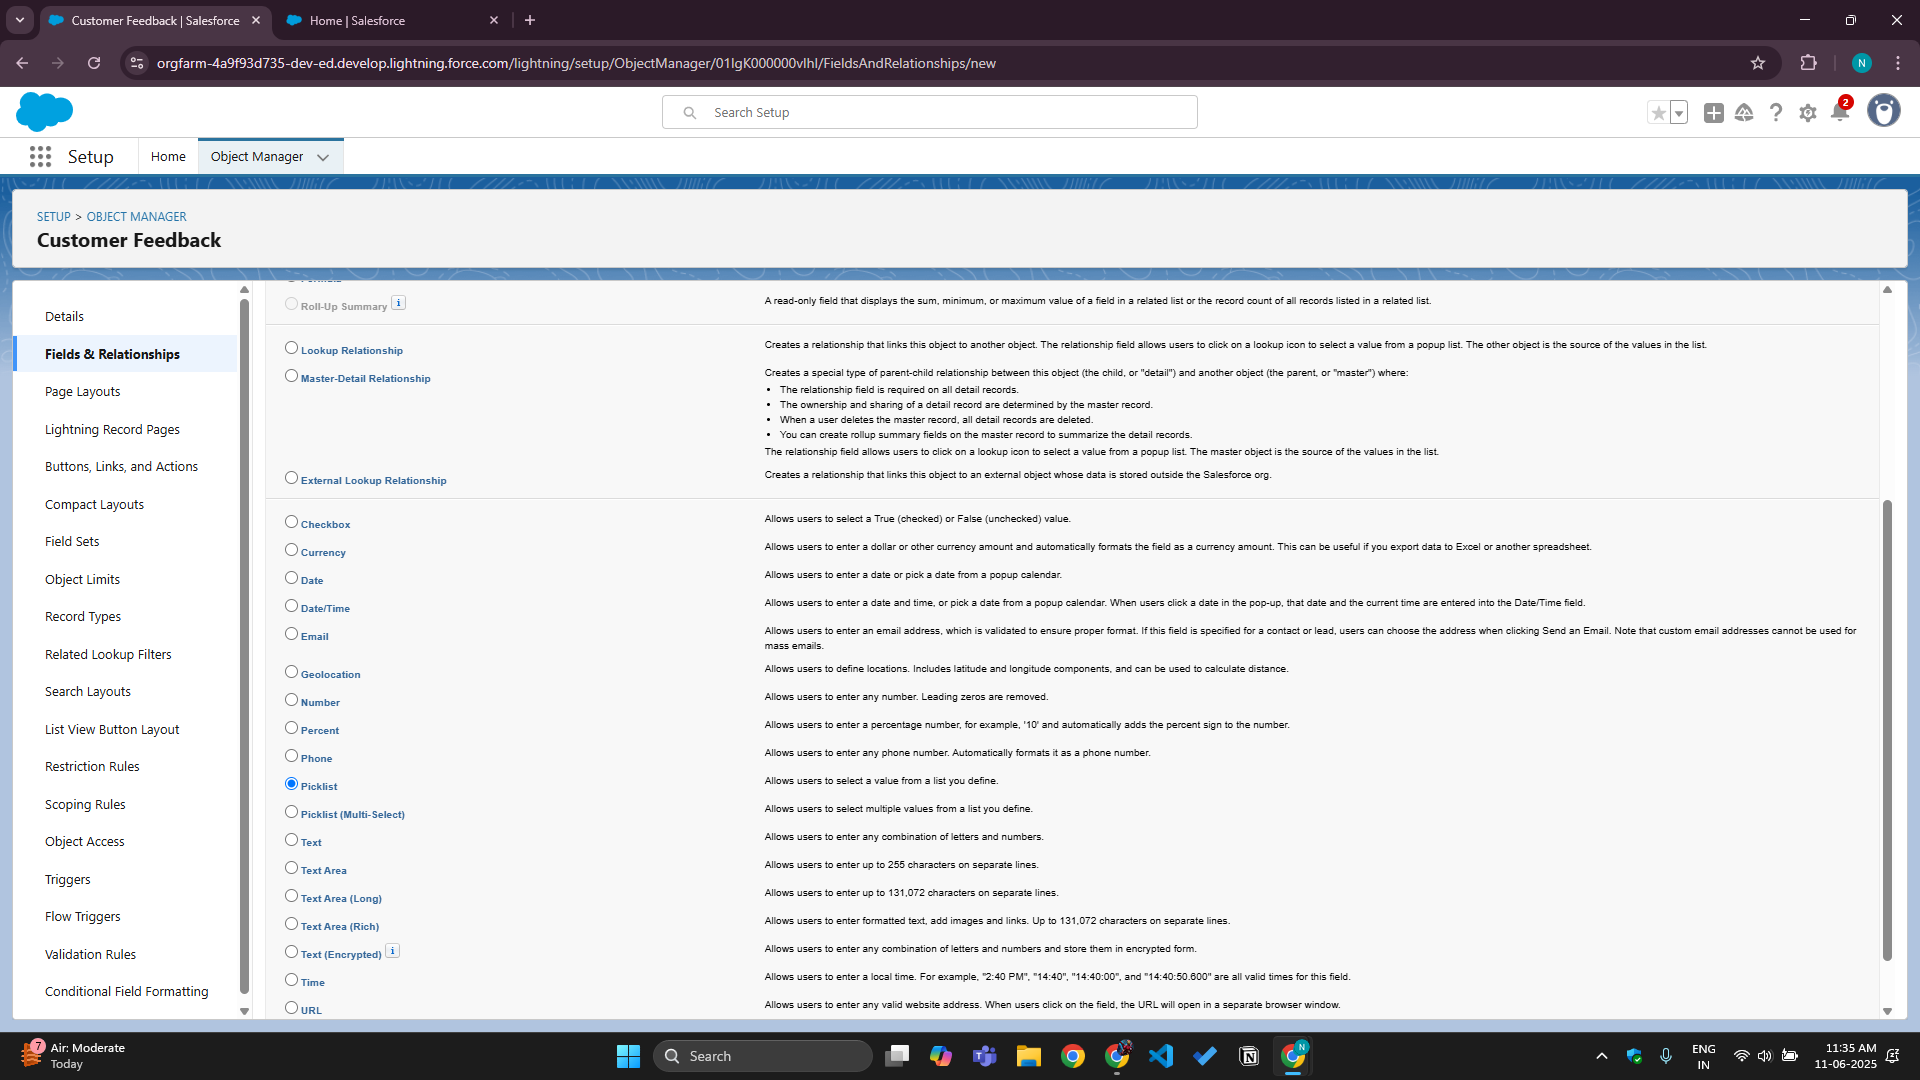 Customer Feedback | Salesforce
Home | Salesforce
orgfarm-4a9f93d735-dev-ed.develop.lightning.force.com/lightning/setup/ObjectManager/01IgK000000vlhl/FieldsAndRelationships/new
N
Search Setup
2
Setup
Home
Object Manager
SETUP > OBJECT MANAGER
Customer Feedback
Details
Fields & Relationships
Page Layouts
Lightning Record Pages
Buttons, Links, and Actions
Compact Layouts
Field Sets
Object Limits
Record Types
Related Lookup Filters
Search Layouts
List View Button Layout
Restriction Rules
Scoping Rules
Object Access
Triggers
Flow Triggers
Validation Rules
Conditional Field Formatting
Roll-Up Summary i
A read-only field that displays the sum, minimum, or maximum value of a field in a related list or the record count of all records listed in a related list.
Lookup Relationship
Creates a relationship that links this object to another object. The relationship field allows users to click on a lookup icon to select a value from a popup list. The other object is the source of the values in the list.
Master-Detail Relationship
Creates a special type of parent-child relationship between this object (the child, or "detail") and another object (the parent, or "master") where:
• The relationship field is required on all detail records.
• The ownership and sharing of a detail record are determined by the master record.
• When a user deletes the master record, all detail records are deleted.
• You can create rollup summary fields on the master record to summarize the detail records.
The relationship field allows users to click on a lookup icon to select a value from a popup list. The master object is the source of the values in the list.
External Lookup Relationship
Creates a relationship that links this object to an external object whose data is stored outside the Salesforce org.
Checkbox
Allows users to select a True (checked) or False (unchecked) value.
Currency
Allows users to enter a dollar or other currency amount and automatically formats the field as a currency amount. This can be useful if you export data to Excel or another spreadsheet.
Date
Allows users to enter a date or pick a date from a popup calendar.
Date/Time
Allows users to enter a date and time, or pick a date from a popup calendar. When users click a date in the pop-up, that date and the current time are entered into the Date/Time field.
Email
Allows users to enter an email address, which is validated to ensure proper format. If this field is specified for a contact or lead, users can choose the address when clicking Send an Email. Note that custom email addresses cannot be used for
mass emails.
Geolocation
Allows users to define locations. Includes latitude and longitude components, and can be used to calculate distance.
Number
Allows users to enter any number. Leading zeros are removed.
Percent
Allows users to enter a percentage number, for example, '10' and automatically adds the percent sign to the number.
Phone
Allows users to enter any phone number. Automatically formats it as a phone number.
Picklist
Allows users to select a value from a list you define.
Picklist (Multi-Select)
Allows users to select multiple values from a list you define.
Text
Allows users to enter any combination of letters and numbers.
Text Area
Allows users to enter up to 255 characters on separate lines.
Text Area (Long)
Allows users to enter up to 131,072 characters on separate lines.
Text Area (Rich)
Allows users to enter formatted text, add images and links. Up to 131,072 characters on separate lines.
Text (Encrypted) i
Allows users to enter any combination of letters and numbers and store them in encrypted form.
Time
Allows users to enter a local time. For example, "2:40 PM", "14:40", "14:40:00", and "14:40:50.600" are all valid times for this field.
URL
Allows users to enter any valid website address. When users click on the field, the URL will open in a separate browser window.
7
Air: Moderate
Today
Search
N
ENG
IN
11:35 AM
11-06-2025